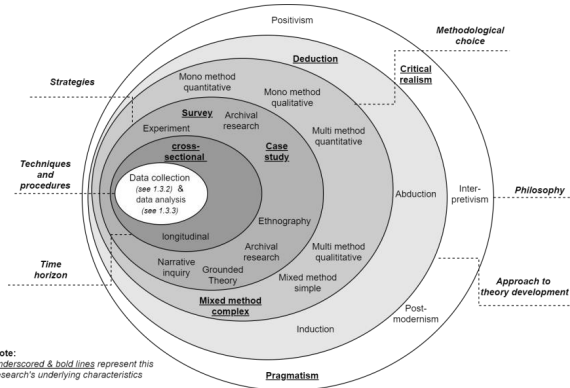 Positivism
Methodological
choice
Deduction
Critical
realism
Mono method
quantitative
Mono method
qualitative
Strategies
Survey
Archival
research
Experiment
Multi method
quantitative
cross-
sectional
Case
study
Techniques
and
procedures
Data collection
(see 1.3.2) &
data analysis
(see 1.3.3)
Abduction
Inter-
pretivism
Philosophy
Ethnography
longitudinal
Time
horizon
Archival
research
Multi method
qualititative
Narrative
inquiry
Grounded
Theory
Mixed method
simple
Approach to
theory development
Mixed method
complex
Post-
modernism
Induction
ote:
nderscored & bold lines represent this
search's underlying characteristics
Pragmatism